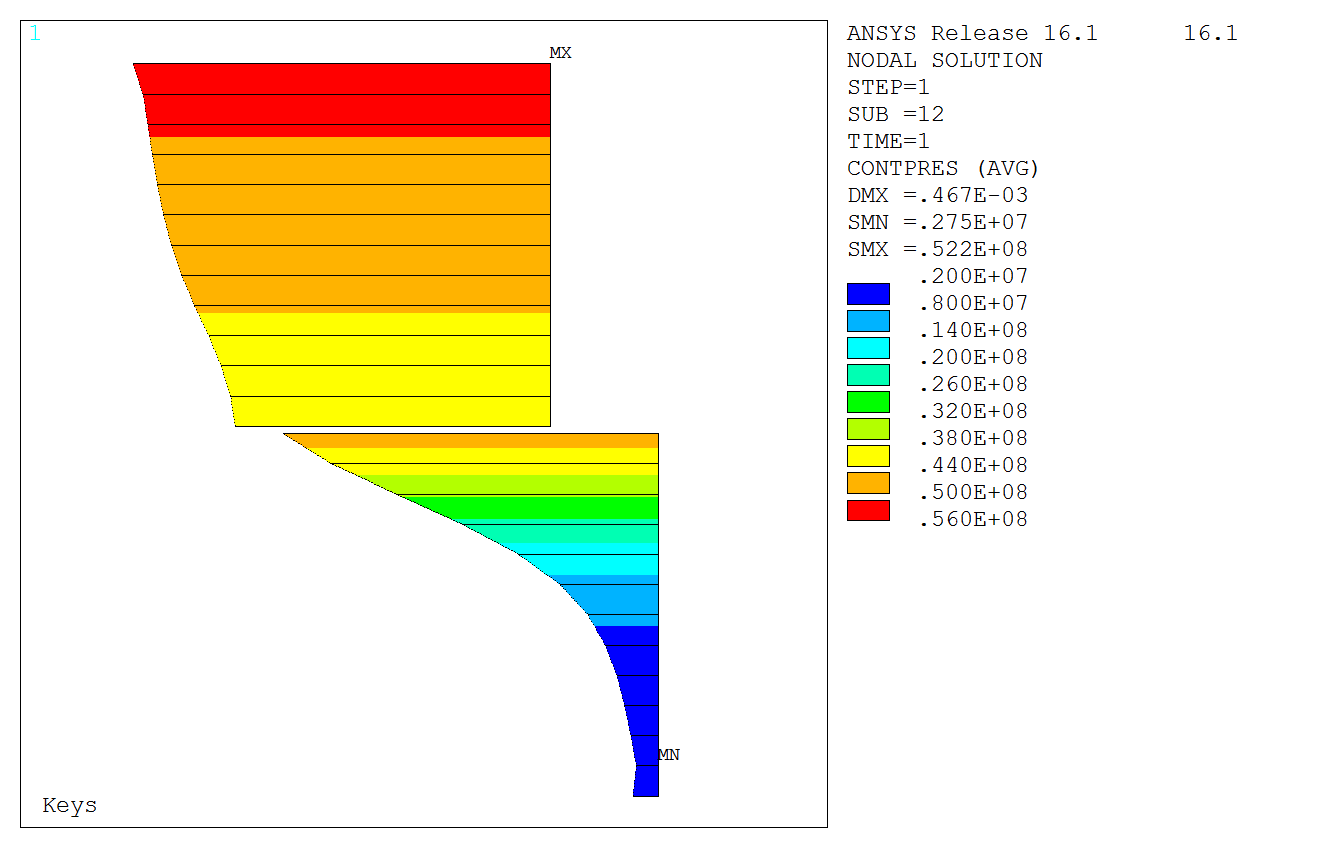 1
MX
MN
Keys
ANSYS Release 16.1 16.1
NODAL SOLUTION
STEP=1
SUB =12
TIME=1
CONTPRES (AVG)
DMX =.467E-03
SMN =.275E+07
SMX =.522E+08
.200E+07
.800E+07
.140E+08
.200E+08
.260E+08
.320E+08
.380E+08
.440E+08
.500E+08
.560E+08